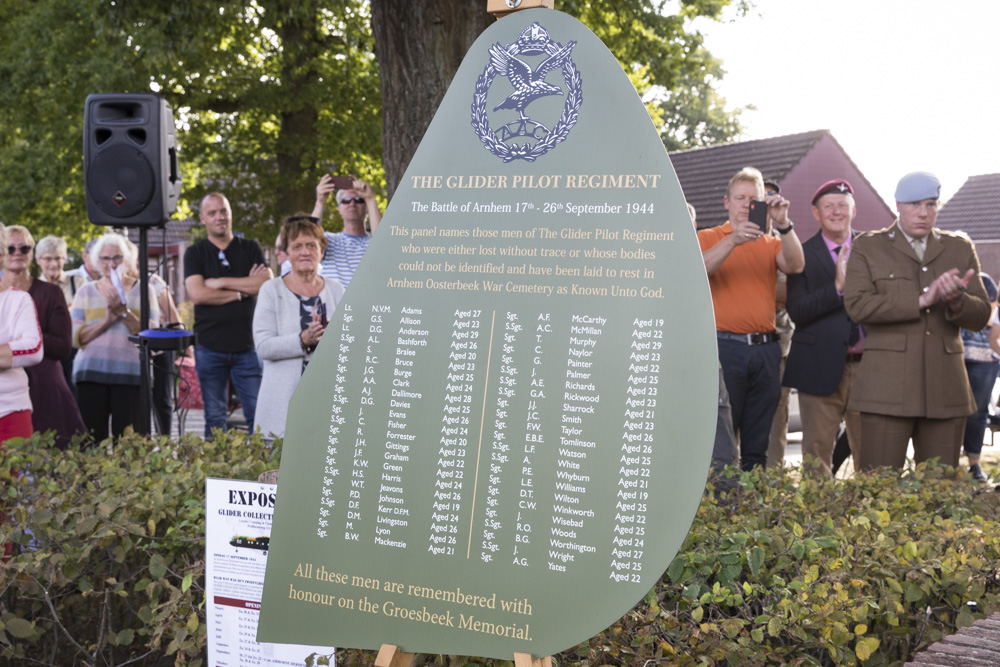 THE GLIDER PILOT REGIMENT
The Battle of Arnhem 17th - 26th September 1944
This panel names those men of The Glider Pilot Regiment
who were either lost without trace or whose bodies
could not be identified and have been laid to rest in
Arnhem Oosterbeek War Cemetery as Known Unto God.
Lt. N.V.M. Adams Aged 27
Sgt. G.S. Allison Aged 23
Lt. D.G. Anderson Aged 23
S.Sgt. A.L. Bashforth Aged 29
Sgt. S. Bralee Aged 26
Sgt. R.C. Bruce Aged 20
Sgt. J.G. Burge Aged 23
Sgt. A.A. Clark Aged 25
Sgt. A.J. Dallimore Aged 24
S.Sgt. D.G. Davies Aged 28
Sgt. J. Evans Aged 25
S.Sgt. C. Fisher Aged 26
Sgt. R. Forrester Aged 24
Sgt. J.H. Gittings Aged 20
S.Sgt. J.F. Graham Aged 23
Sgt. K.W. Green Aged 22
Sgt. H.S. Harris Aged 22
Sgt. W.T. Jeavons Aged 24
Sgt. P.D. Johnson Aged 26
S.Sgt. D.F. Kerr D.F.M. Aged 19
Sgt. D.M. Livingston Aged 24
S.Sgt. M. Lyon Aged 26
Sgt. B.W. Mackenzie Aged 21
Sgt. A.F. McCarthy Aged 19
S.Sgt. A.C. McMillan Aged 22
Sgt. T. Murphy Aged 29
Sgt. C. Naylor Aged 23
S.Sgt. G. Painter Aged 22
Sgt. J. Palmer Aged 25
S.Sgt. A.E. Richards Aged 23
Sgt. G.A. Rickwood Aged 23
Sgt. J.J. Sharrock Aged 21
Sgt. J.C. Smith Aged 23
Sgt. F.W. Taylor Aged 26
S.Sgt. E.B.E. Tomlinson Aged 26
S.Sgt. L.F. Watson Aged 25
Sgt. A. White Aged 22
Sgt. P.E. Whyburn Aged 21
Sgt. L.E. Williams Aged 19
Sgt. D.T. Wilton Aged 25
S.Sgt. C.W. Winkworth Aged 22
Sgt. J. Wisebad Aged 25
S.Sgt. R.O. Woods Aged 24
Sgt. B.G. Worthington Aged 27
S.Sgt. J. Wright Aged 25
Sgt. A.G. Yates Aged 22
All these men are remembered with
honour on the Groesbeek Memorial.
EXPOS
GLIDER COLLECT